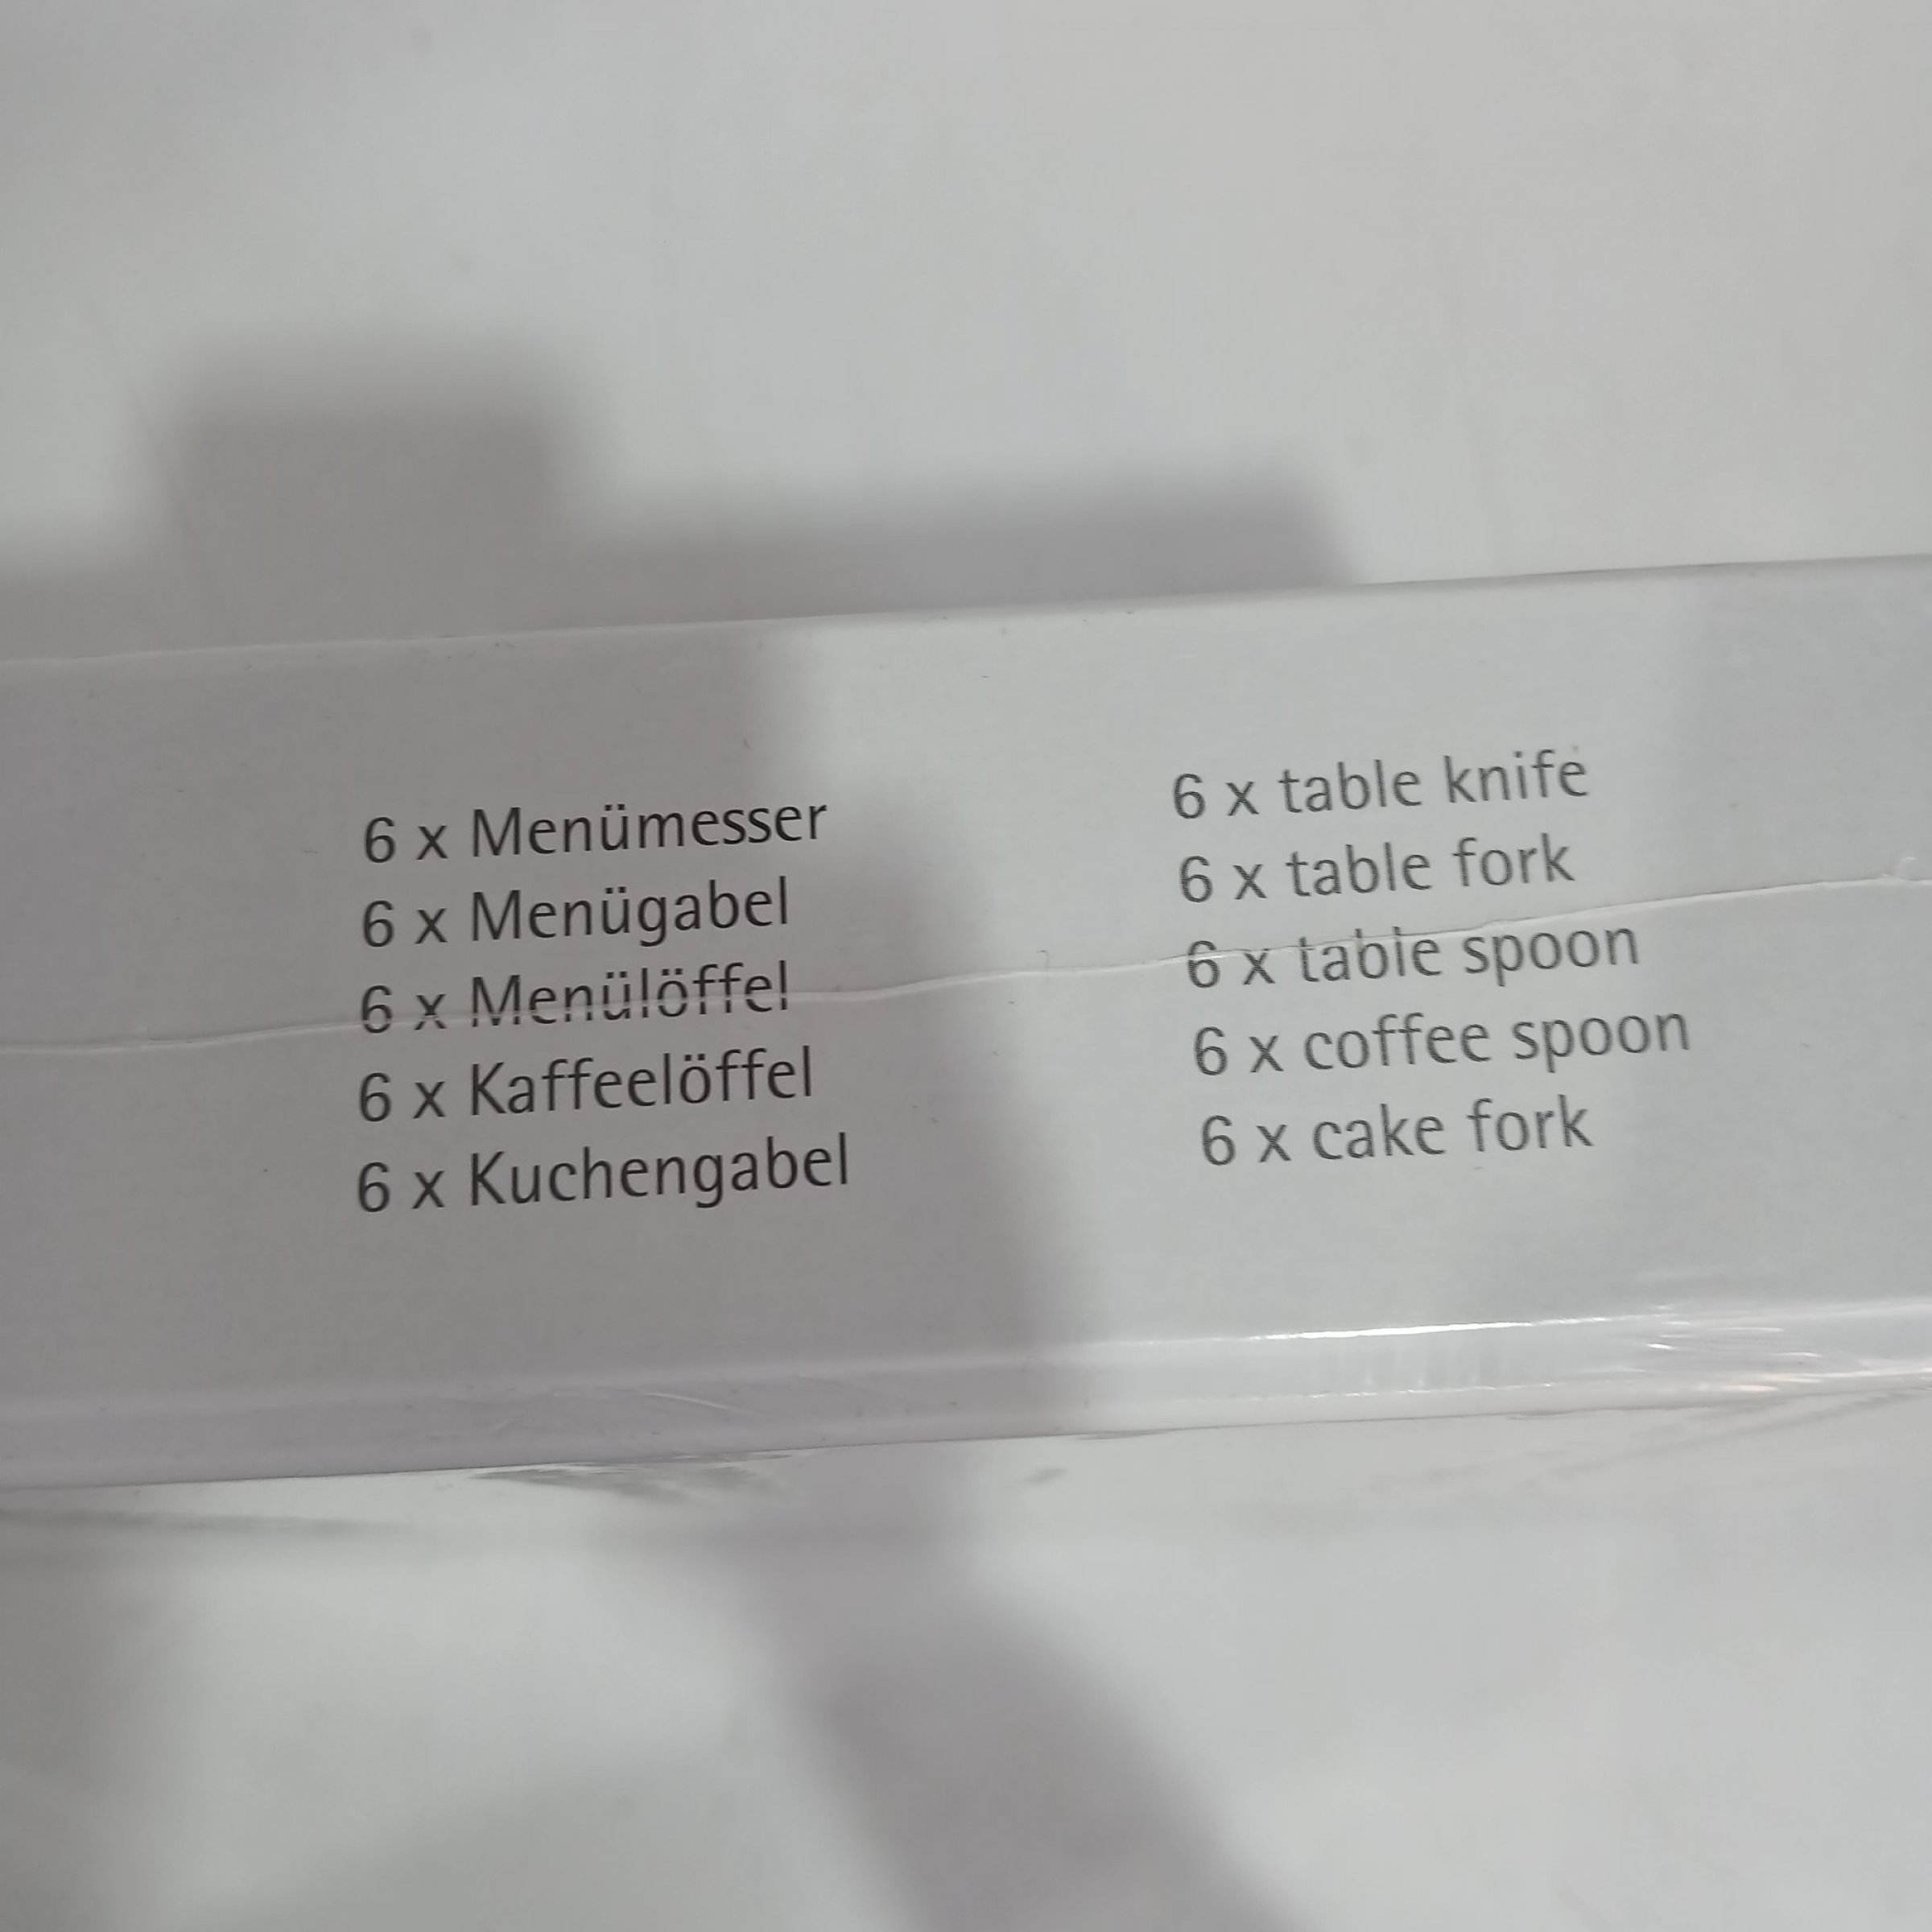 6 x Menümesser
6 x Menügabel
6 x Menülöffel
6 x Kaffeelöffel
6 x Kuchengabel
6 x table knife
6 x table fork
6 x table spoon
6 x coffee spoon
6 x cake fork